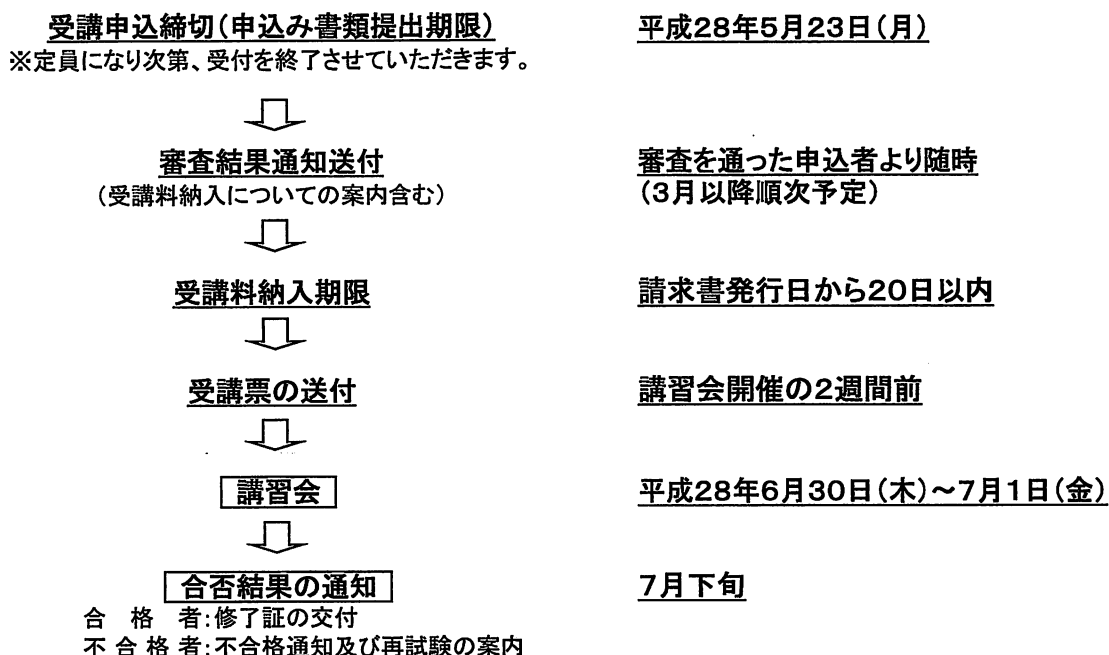 受講申込締切（申込み書類提出期限）
平成28年5月23日（月）
※定員になり次第、受付を終了させていただきます。
審査結果通知送付
審査を通った申込者より随時
（受講料納入についての案内含む）
（3月以降順次予定）
受講料納入期限
請求書発行日から20日以内
受講票の送付
講習会開催の2週間前
講習会
平成28年6月30日（木）～7月1日（金）
合否結果の通知
7月下旬
合 格 者：修了証の交付
不 合 格 者：不合格通知及び再試験の案内